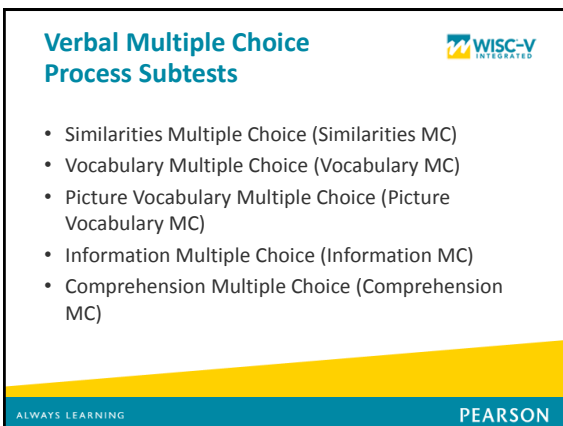 Verbal Multiple Choice
Process Subtests
WISC-V
INTEGRATED
• Similarities Multiple Choice (Similarities MC)
• Vocabulary Multiple Choice (Vocabulary MC)
• Picture Vocabulary Multiple Choice (Picture
Vocabulary MC)
• Information Multiple Choice (Information MC)
• Comprehension Multiple Choice (Comprehension
MC)
ALWAYS LEARNING
PEARSON